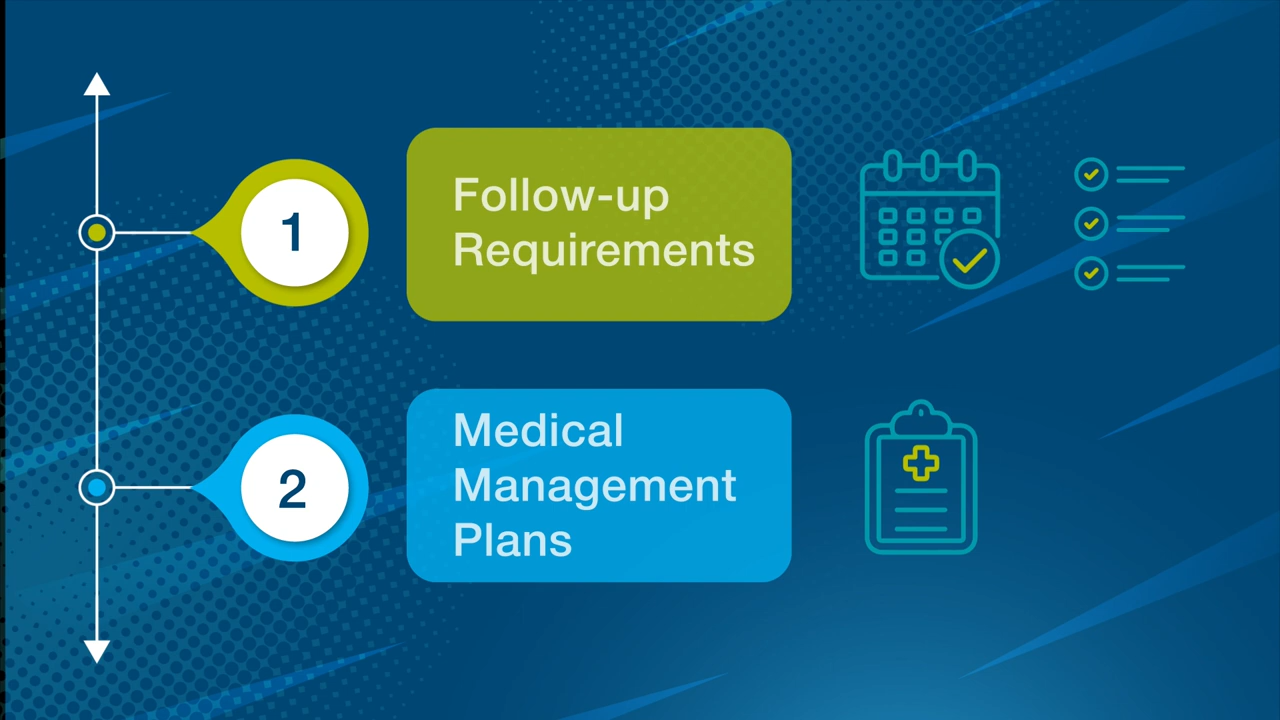 1
Follow-up
Requirements
2
Medical
Management
Plans